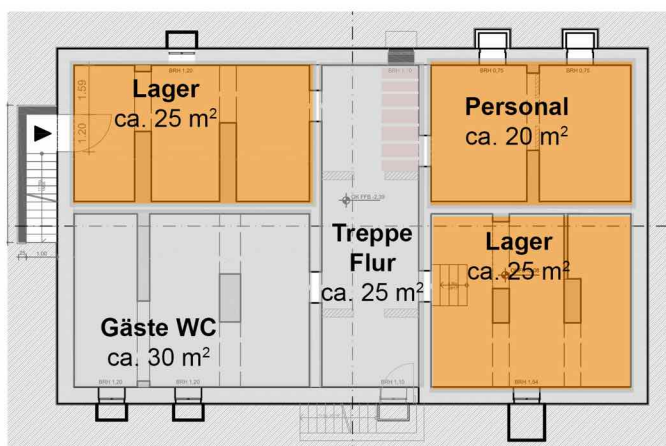 BRH 1,20
BRH 0,75
BRH 0,75
Lager
ca. 25 m²
1.59
1.20
Personal
ca. 20 m²
Treppe
Flur
ca. 25 m²
Lager
ca. 25 m²
Gäste WC
ca. 30 m²
1.00
BRH 1,20
BRH 1,20
BRH 1,10